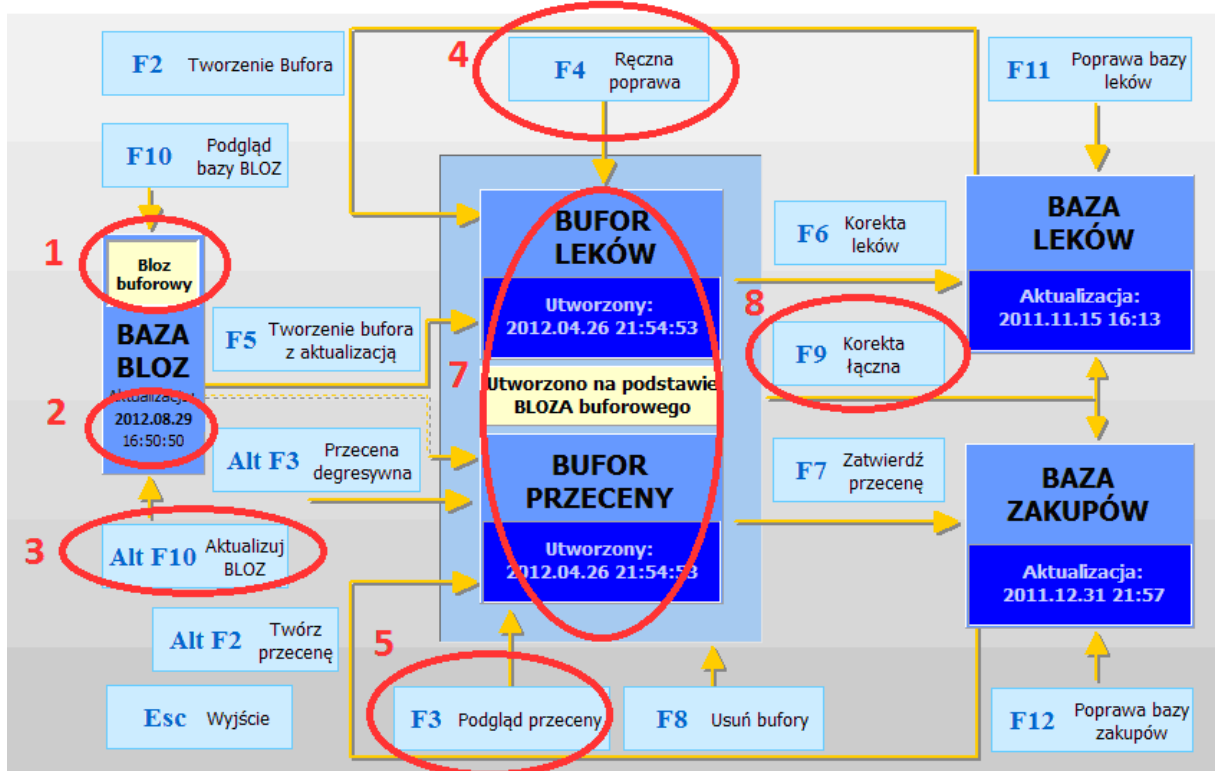 F2 Tworzenie Bufora
4
F4 Ręczna
poprawa
F11 Poprawa bazy
leków
F10 Podgląd
bazy BLOZ
1
Bloz
buforowy
BAZA
BLOZ
Aktualizacja:
2
2012.08.29
16:50:50
F5 Tworzenie bufora
z aktualizacją
Alt F3 Przecena
degresywna
3
Alt F10 Aktualizuj
BLOZ
Alt F2 Twórz
przecenę
Esc Wyjście
BUFOR
LEKÓW
Utworzony:
2012.04.26 21:54:53
7
Utworzono na podstawie
BLOZA buforowego
BUFOR
PRZECENY
Utworzony:
2012.04.26 21:54:53
5
F3 Podgląd przeceny
F8 Usuń bufory
F6 Korekta
leków
8
F9 Korekta
łączna
F7 Zatwierdź
przecenę
BAZA
LEKÓW
Aktualizacja:
2011.11.15 16:13
BAZA
ZAKUPÓW
Aktualizacja:
2011.12.31 21:57
F12 Poprawa bazy
zakupów